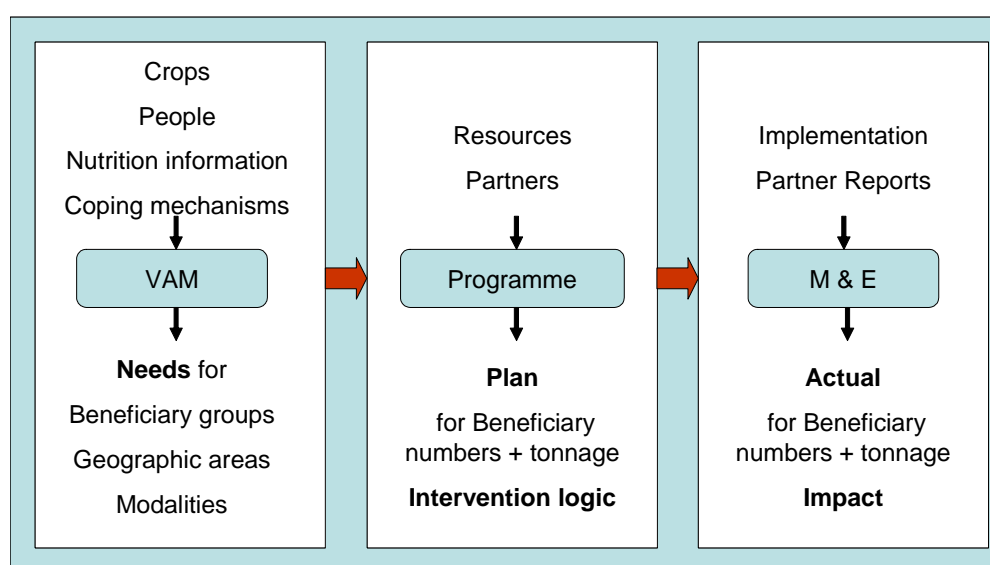 Crops
People
Nutrition information
Coping mechanisms
VAM
Needs for
Beneficiary groups
Geographic areas
Modalities
Resources
Partners
Programme
Plan
for Beneficiary
numbers + tonnage
Intervention logic
Implementation
Partner Reports
M & E
Actual
for Beneficiary
numbers + tonnage
Impact